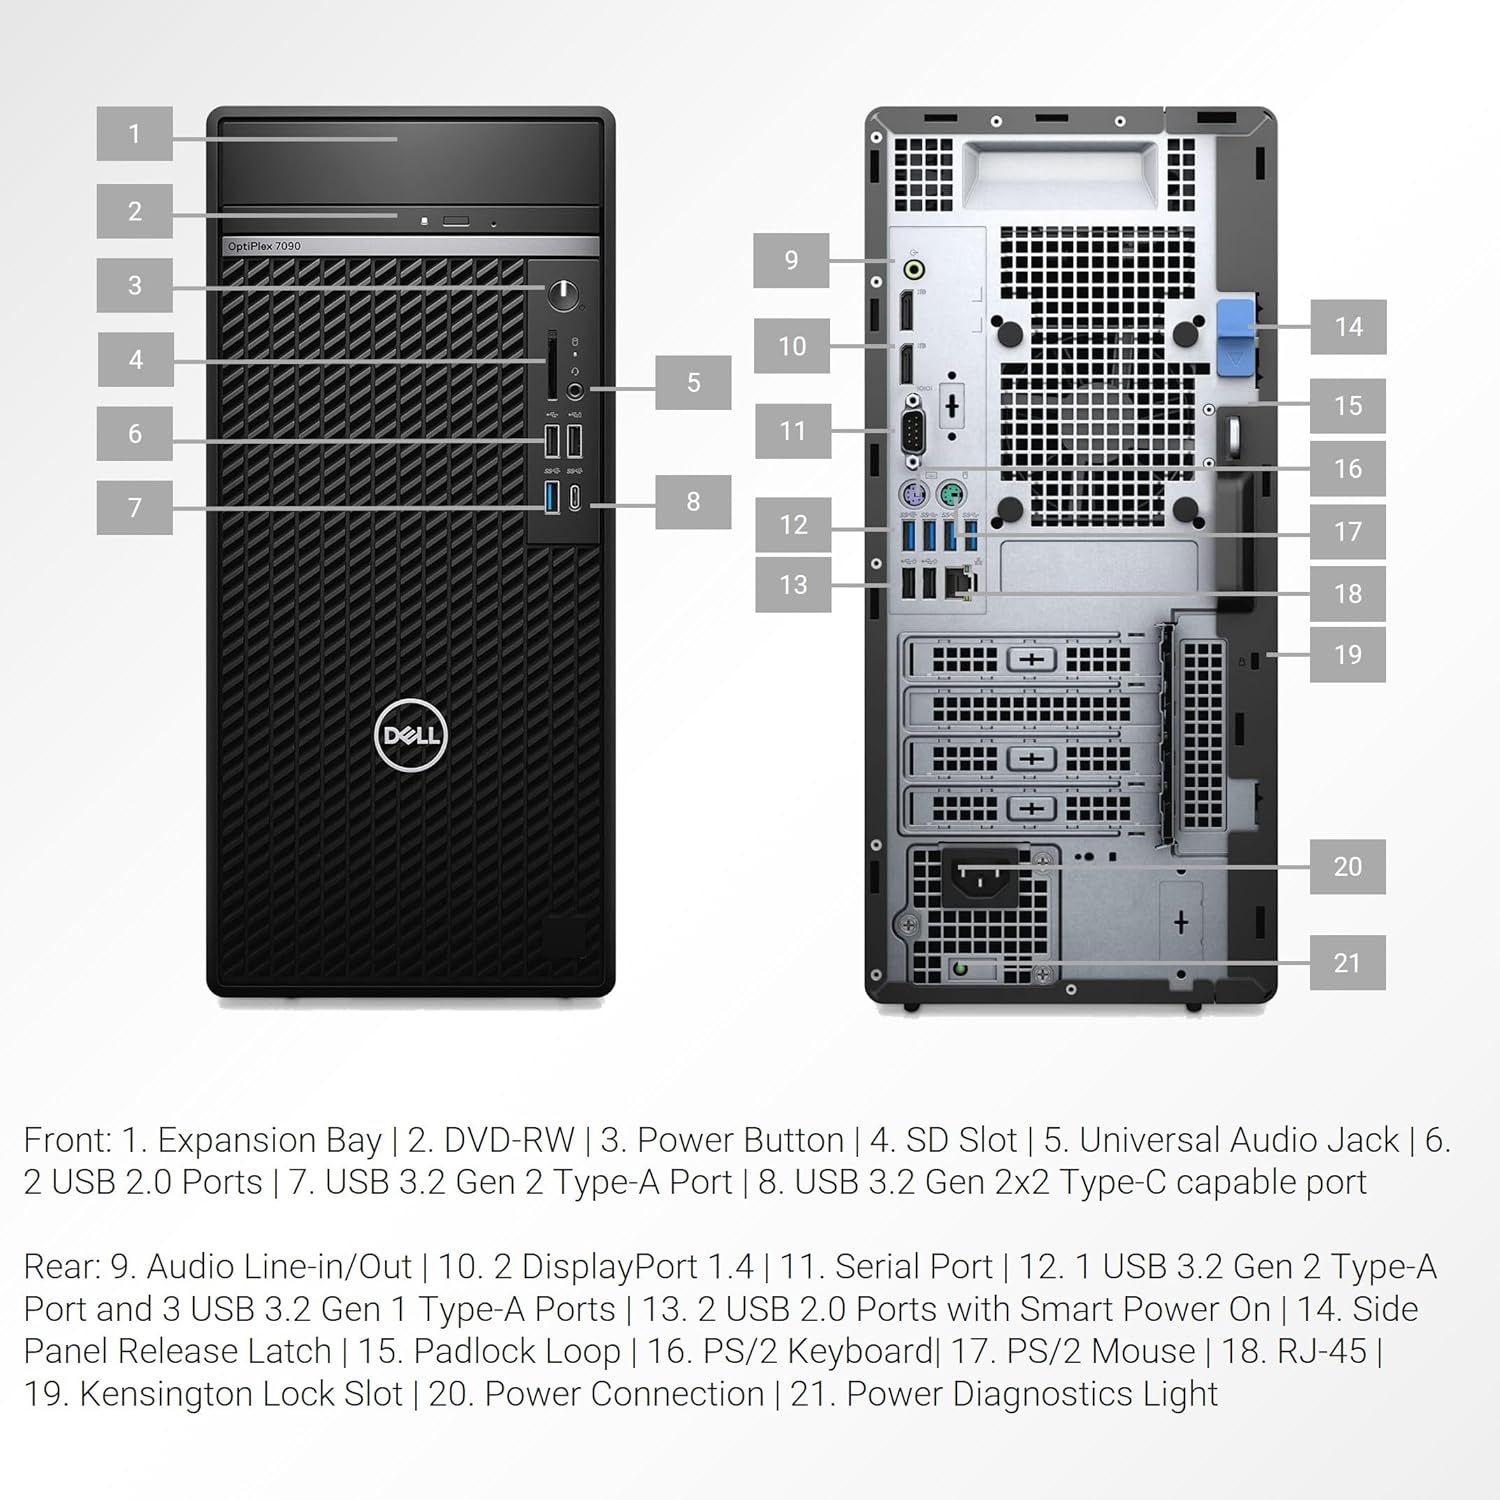 1
2
OptiPlex 7090
3
4
5
6
7
8
DELL
9
10
11
12
13
14
15
16
17
18
19
20
21
Front: 1. Expansion Bay | 2. DVD-RW | 3. Power Button | 4. SD Slot | 5. Universal Audio Jack | 6.
2 USB 2.0 Ports | 7. USB 3.2 Gen 2 Type-A Port | 8. USB 3.2 Gen 2x2 Type-C capable port
Rear: 9. Audio Line-in/Out | 10. 2 DisplayPort 1.4 | 11. Serial Port | 12. 1 USB 3.2 Gen 2 Type-A
Port and 3 USB 3.2 Gen 1 Type-A Ports | 13. 2 USB 2.0 Ports with Smart Power On | 14. Side
Panel Release Latch | 15. Padlock Loop | 16. PS/2 Keyboard| 17. PS/2 Mouse | 18. RJ-45 |
19. Kensington Lock Slot | 20. Power Connection | 21. Power Diagnostics Light